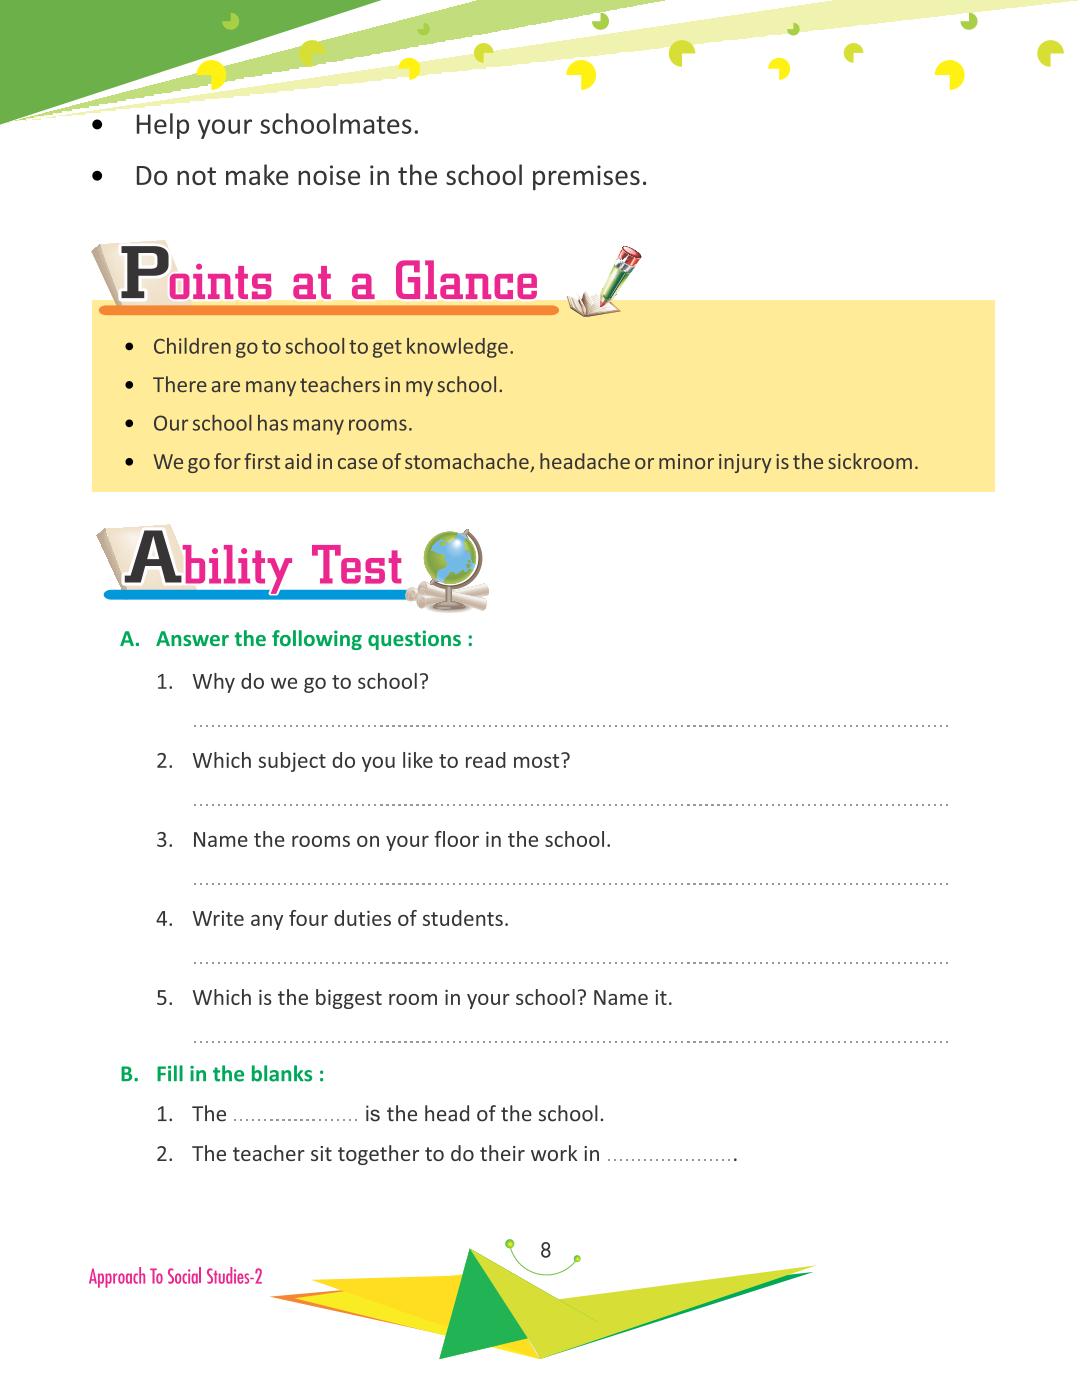 • Help your schoolmates.
• Do not make noise in the school premises.
Points at a Glance
• Children go to school to get knowledge.
• There are many teachers in my school.
• Our school has many rooms.
• We go for first aid in case of stomachache, headache or minor injury is the sickroom.
Ability Test
A. Answer the following questions :
1. Why do we go to school?
2. Which subject do you like to read most?
3. Name the rooms on your floor in the school.
4. Write any four duties of students.
5. Which is the biggest room in your school? Name it.
B. Fill in the blanks :
1. The ..................... is the head of the school.
2. The teacher sit together to do their work in ......................
8
Approach To Social Studies-2